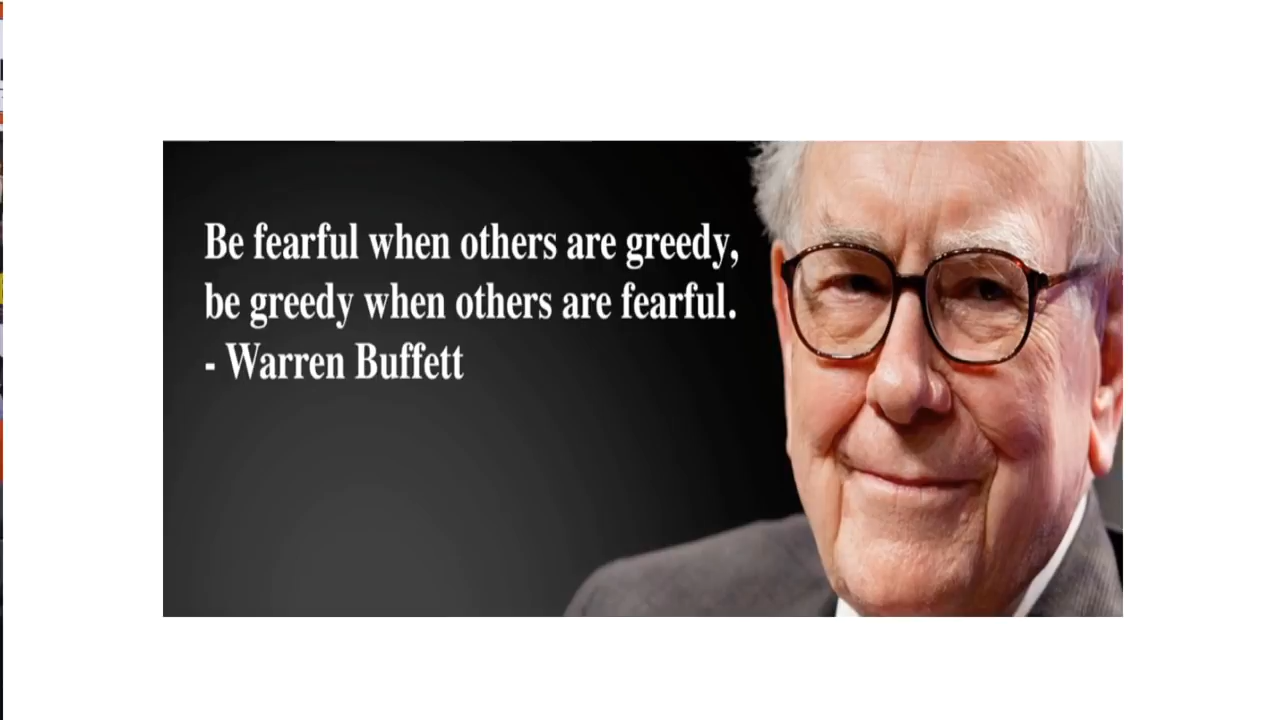 Be fearful when others are greedy,
be greedy when others are fearful.
- Warren Buffett